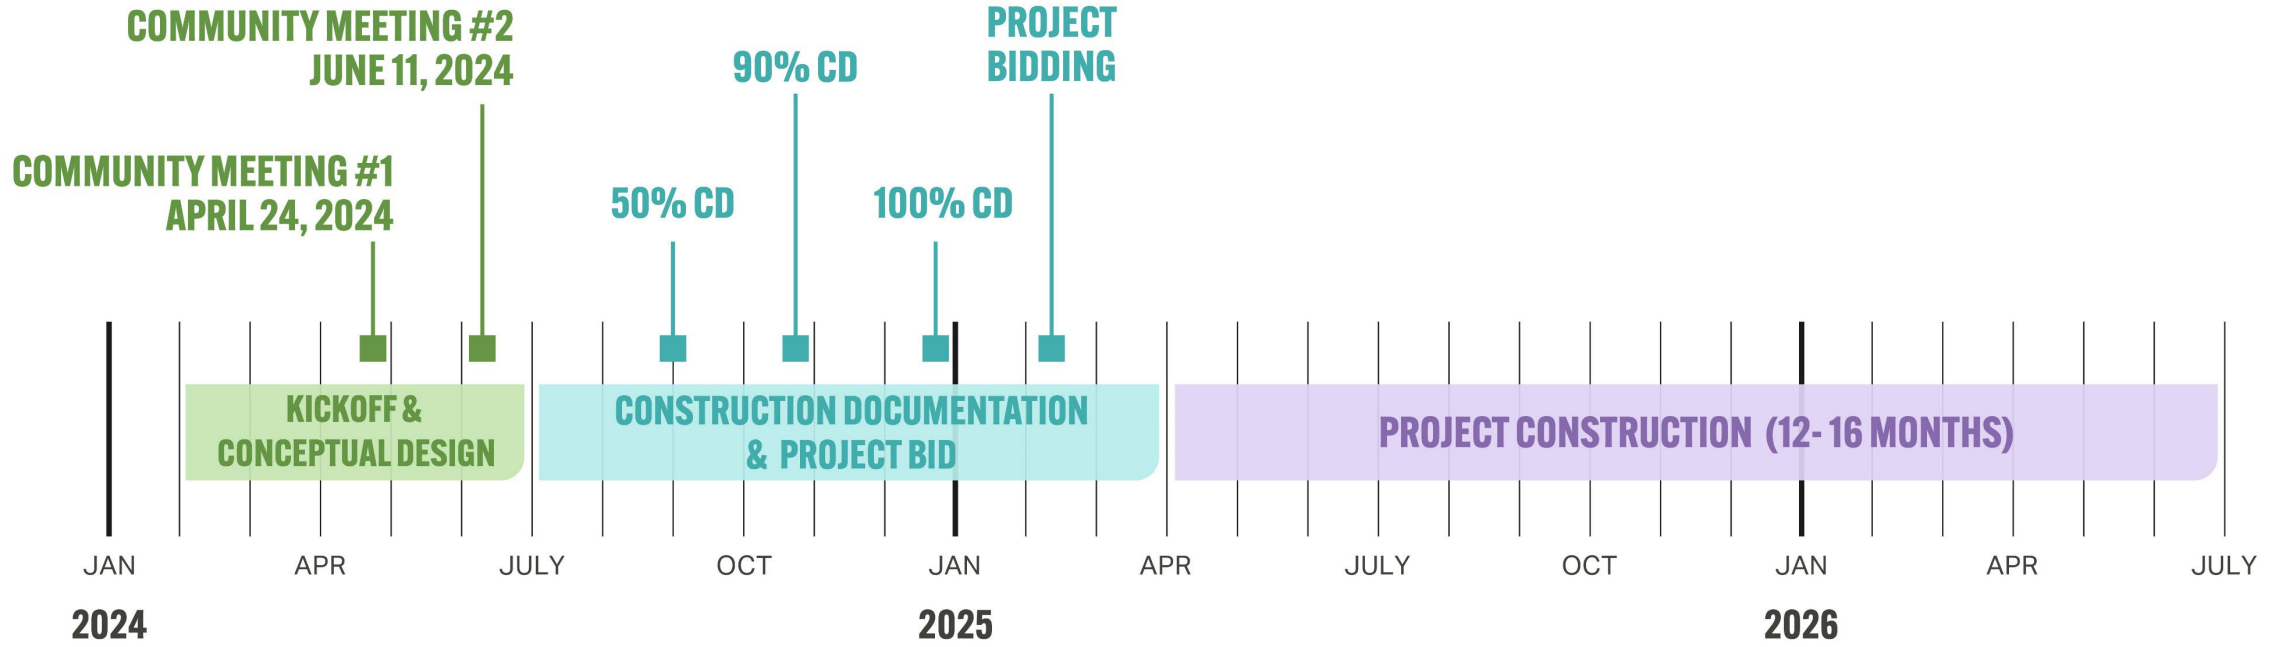 COMMUNITY MEETING #2
JUNE 11, 2024
COMMUNITY MEETING #1
APRIL 24, 2024
50% CD
90% CD
100% CD
PROJECT
BIDDING
KICKOFF &
CONCEPTUAL DESIGN
CONSTRUCTION DOCUMENTATION
& PROJECT BID
PROJECT CONSTRUCTION (12- 16 MONTHS)
JAN APR JULY OCT JAN APR JULY OCT JAN APR JULY
2024 2025 2026